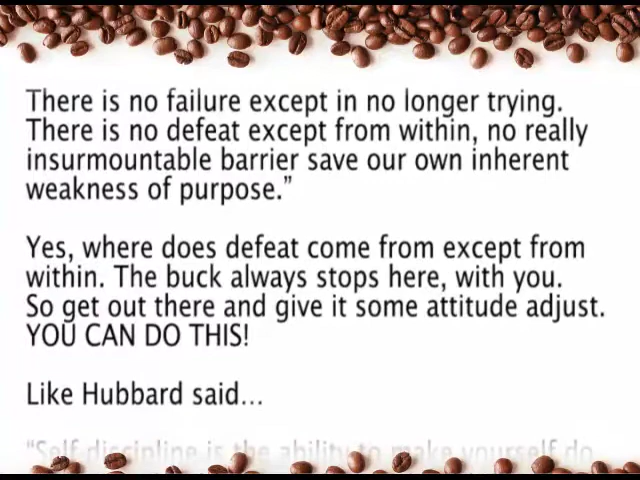 There is no failure except in no longer trying.
There is no defeat except from within, no really
insurmountable barrier save our own inherent
weakness of purpose.”
Yes, where does defeat come from except from
within. The buck always stops here, with you.
So get out there and give it some attitude adjust.
YOU CAN DO THIS!
Like Hubbard said...
"Self-discipline is the ability to make yourself do